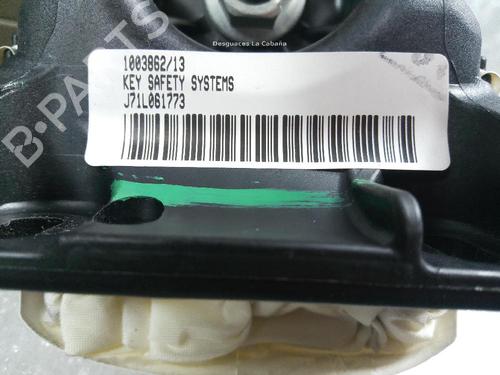 Desguaces La Cabaña
1003862/13
KEY SAFETY SYSTEMS
J71L061773
B-PARTS